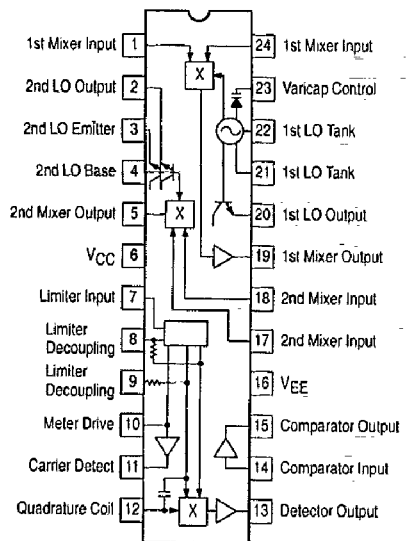 1st Mixer Input 1 24 1st Mixer Input
X
2nd LO Output 2 23 Varicap Control
2nd LO Emitter 3 22 1st LO Tank
2nd LO Base 4 21 1st LO Tank
2nd Mixer Output 5 X 20 1st LO Output
VCC 6 19 1st Mixer Output
Limiter Input 7 18 2nd Mixer Input
Limiter
Decoupling 8 17 2nd Mixer Input
Limiter
Decoupling 9 16 VEE
Meter Drive 10 15 Comparator Output
Carrier Detect 11 14 Comparator Input
Quadrature Coil 12 X 13 Detector Output